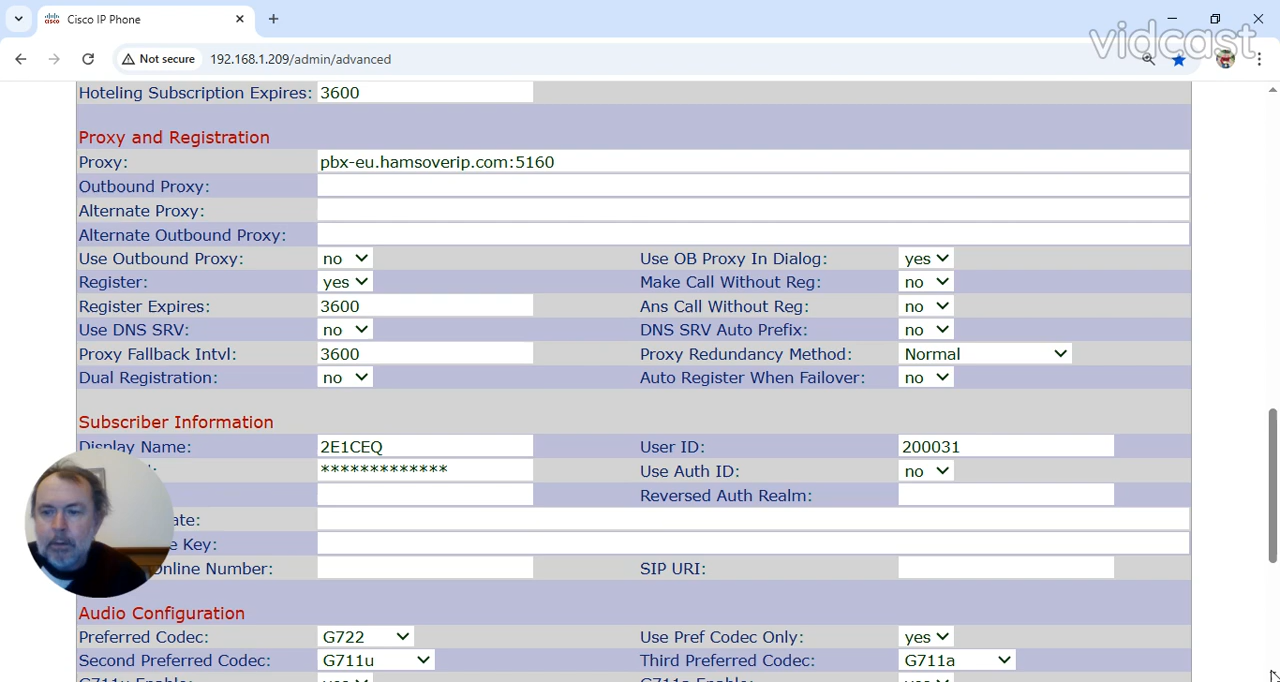 Cisco IP Phone
vidcast
Not secure 192.168.1.209/admin/advanced
Hoteling Subscription Expires: 3600
Proxy and Registration
Proxy: pbx-eu.hamsoverip.com:5160
Outbound Proxy:
Alternate Proxy:
Alternate Outbound Proxy:
Use Outbound Proxy: no Use OB Proxy In Dialog: yes
Register: yes Make Call Without Reg: no
Register Expires: 3600 Ans Call Without Reg: no
Use DNS SRV: no DNS SRV Auto Prefix: no
Proxy Fallback Intvl: 3600 Proxy Redundancy Method: Normal
Dual Registration: no Auto Register When Failover: no
Subscriber Information
Display Name: 2E1CEQ User ID: 200031
************* Use Auth ID: no
Reversed Auth Realm:
Online Number: SIP URI:
Audio Configuration
Preferred Codec: G722 Use Pref Codec Only: yes
Second Preferred Codec: G711u Third Preferred Codec: G711a